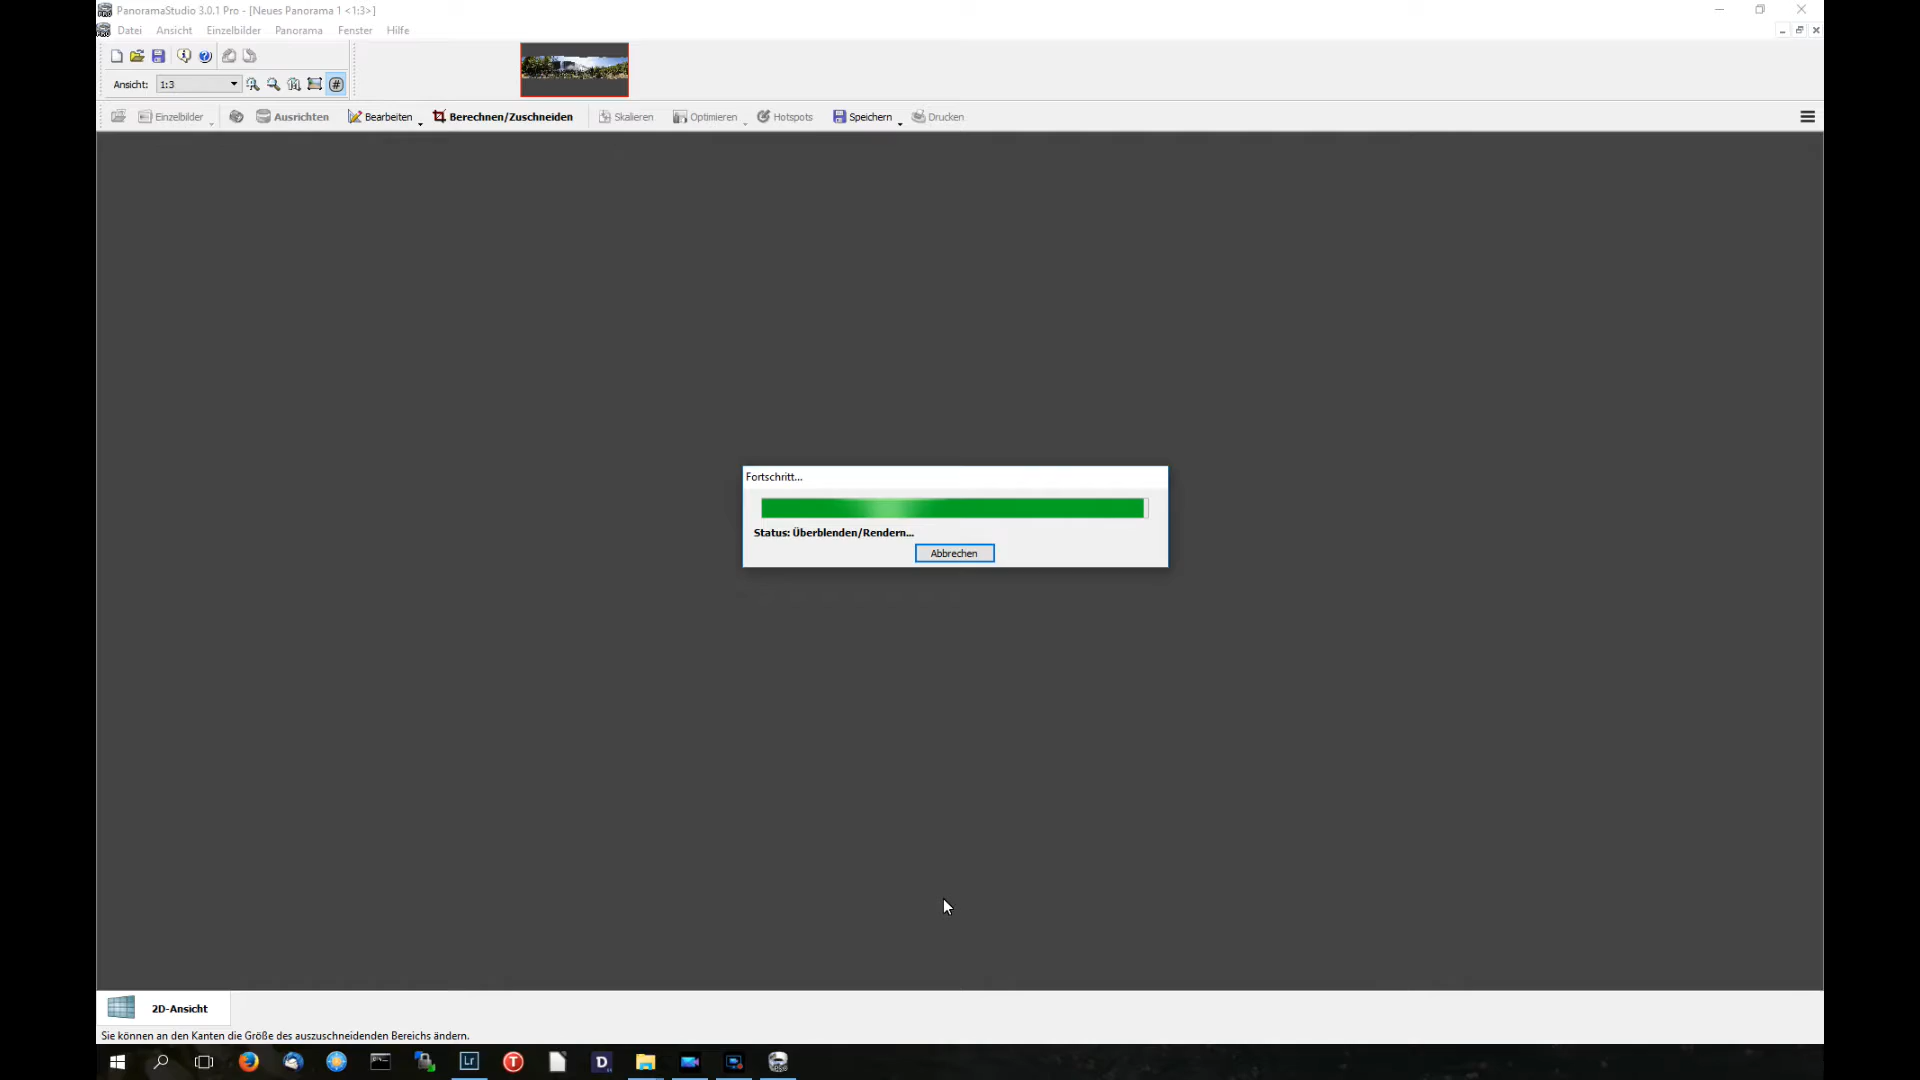 PanoramaStudio 3.0.1 Pro - [Neues Panorama 1 <1:3>]
Datei Ansicht Einzelbilder Panorama Fenster Hilfe
Ansicht: 1:3
Einzelbilder Ausrichten Bearbeiten Berechnen/Zuschneiden Skalieren Optimieren Hotspots Speichern Drucken
Fortschritt...
Status: Überblenden/Rendern...
Abbrechen
2D-Ansicht
Sie können an den Kanten die Größe des auszuschneidenden Bereichs ändern.
Lr T D